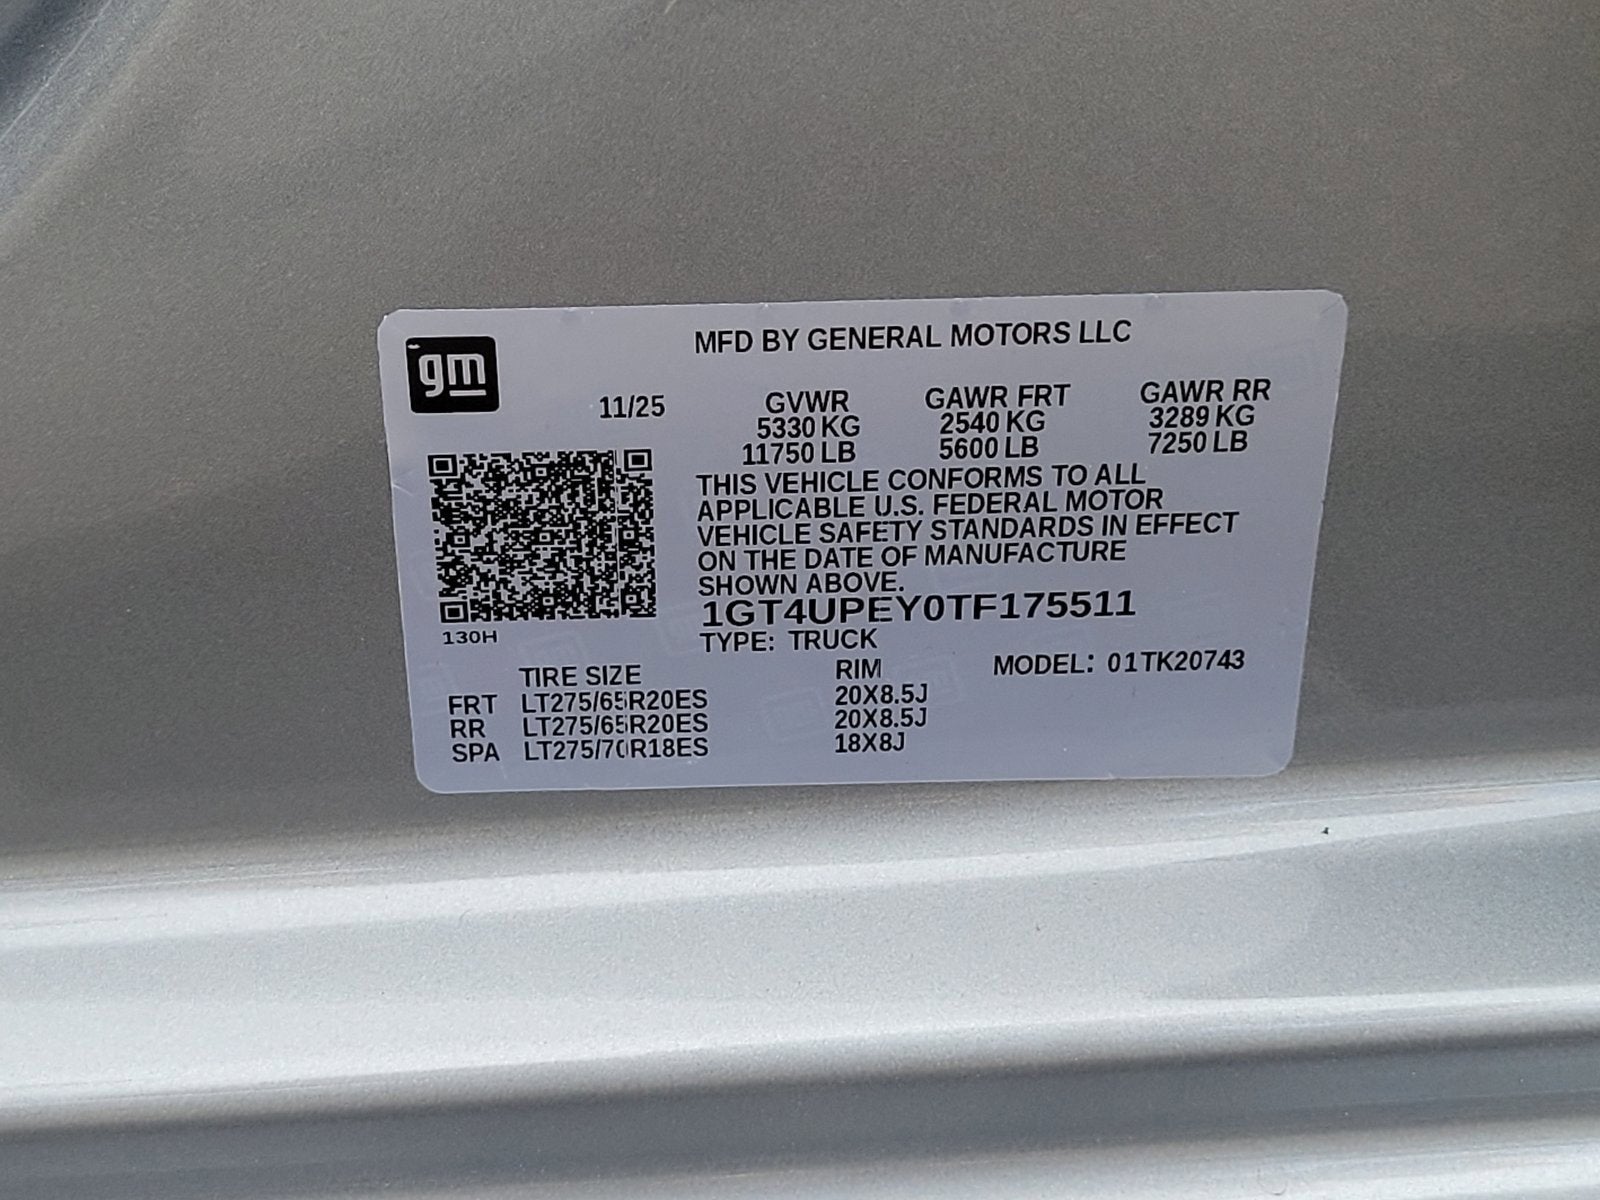 gm
MFD BY GENERAL MOTORS LLC
11/25
GVWR GAWR FRT GAWR RR
5330 KG 2540 KG 3289 KG
11750 LB 5600 LB 7250 LB
THIS VEHICLE CONFORMS TO ALL
APPLICABLE U.S. FEDERAL MOTOR
VEHICLE SAFETY STANDARDS IN EFFECT
ON THE DATE OF MANUFACTURE
SHOWN ABOVE.
1GT4UPEY0TF175511
130H
TYPE: TRUCK
TIRE SIZE RIM MODEL: 01TK20743
FRT LT275/65R20ES 20X8.5J
RR LT275/65R20ES 20X8.5J
SPA LT275/70R18ES 18X8J